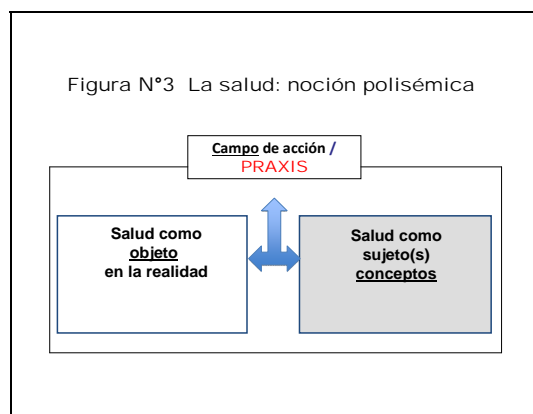 Figura N°3 La salud: noción polisémica
Campo de acción /
PRAXIS
Salud como
objeto
en la realidad
Salud como
sujeto(s)
conceptos